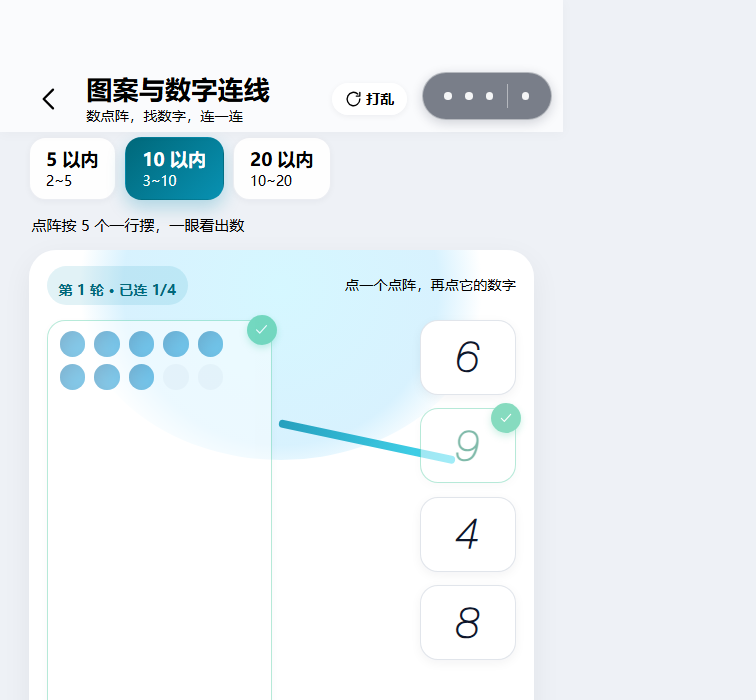 图案与数字连线
数点阵，找数字，连一连
打乱
5 以内
2~5
10 以内
3~10
20 以内
10~20
点阵按 5 个一行摆，一眼看出数
第 1 轮 • 已连 1/4
点一个点阵，再点它的数字
6
9
4
8